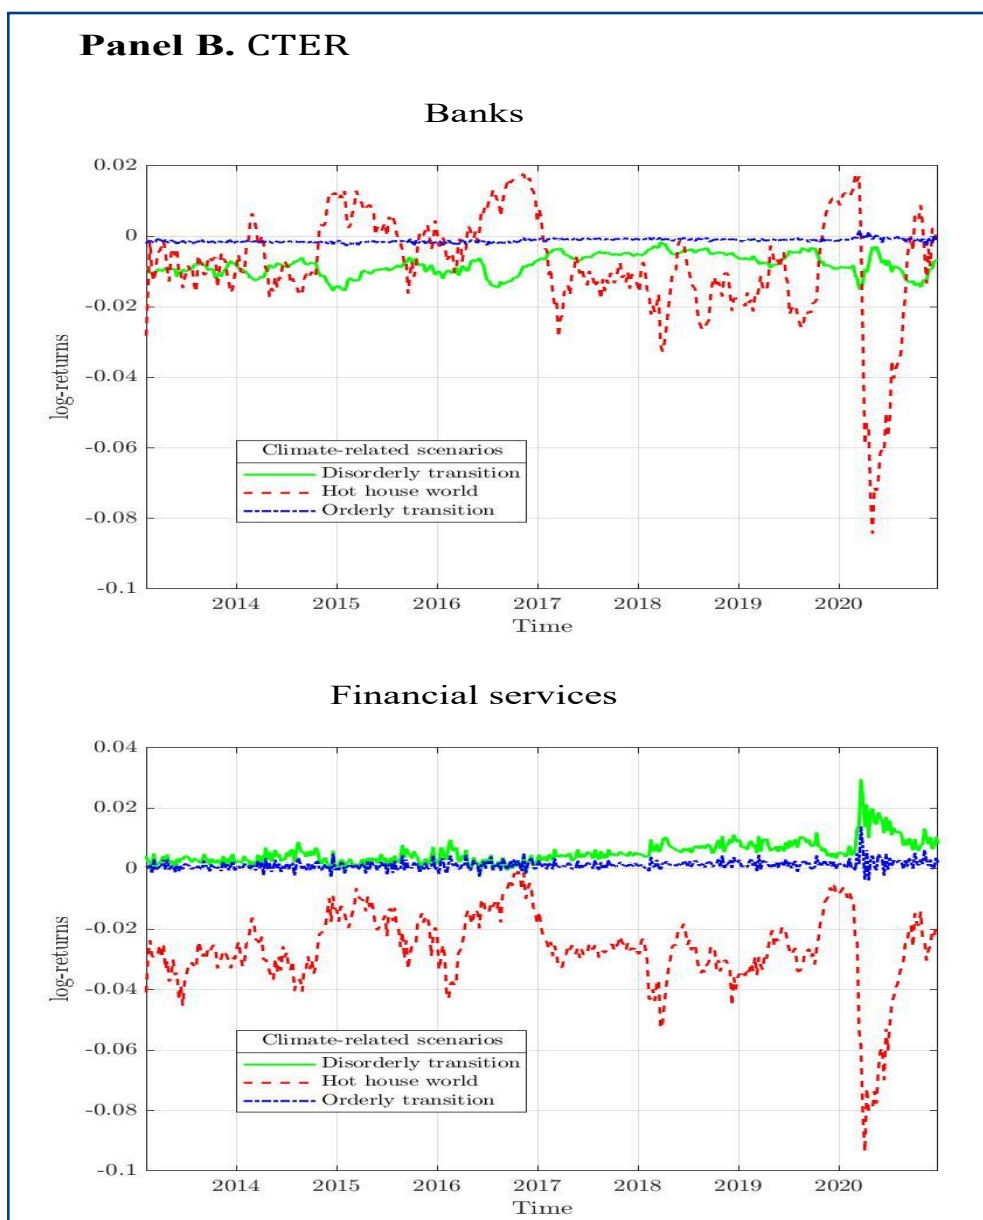 Panel B. CTER
Banks
0.02
0
-0.02
-0.04
-0.06
-0.08
-0.1
log-returns
Climate-related scenarios
Disorderly transition
Hot house world
Orderly transition
2014 2015 2016 2017 2018 2019 2020
Time
Financial services
0.04
0.02
0
-0.02
-0.04
-0.06
-0.08
-0.1
log-returns
Climate-related scenarios
Disorderly transition
Hot house world
Orderly transition
2014 2015 2016 2017 2018 2019 2020
Time